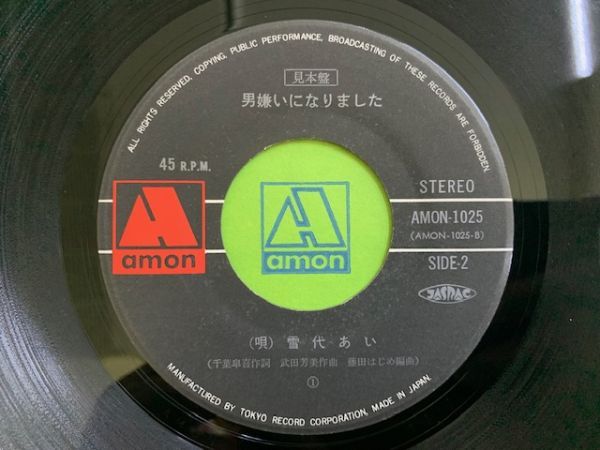 ALL RIGHTS RESERVED, COPYING, PUBLIC PERFORMANCE, BROADCASTING OF THESE RECORDS ARE FORBIDDEN.
見本盤
男嫌いになりました
45 R.P.M.
STEREO
amon
amon
AMON-1025
(AMON-1025-B)
SIDE-2
JASRAC
(唄) 雪代あい
(千葉皐喜作詞 武田芳美作曲 藤田はじめ編曲)
①
MANUFACTURED BY TOKYO RECORD CORPORATION, MADE IN JAPAN.